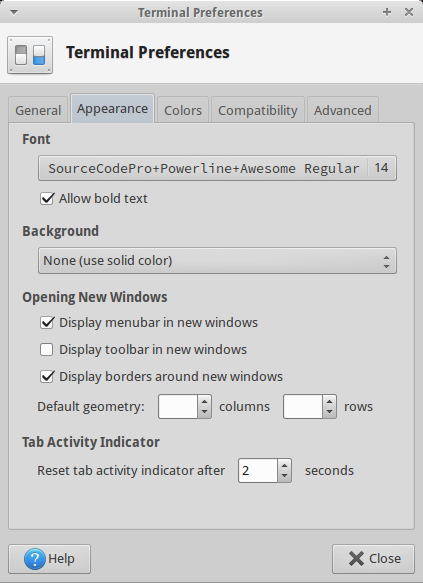 Terminal Preferences
Terminal Preferences
General Appearance Colors Compatibility Advanced
Font
SourceCodePro+Powerline+Awesome Regular 14
Allow bold text
Background
None (use solid color)
Opening New Windows
Display menubar in new windows
Display toolbar in new windows
Display borders around new windows
Default geometry: columns rows
Tab Activity Indicator
Reset tab activity indicator after 2 seconds
? Help Close